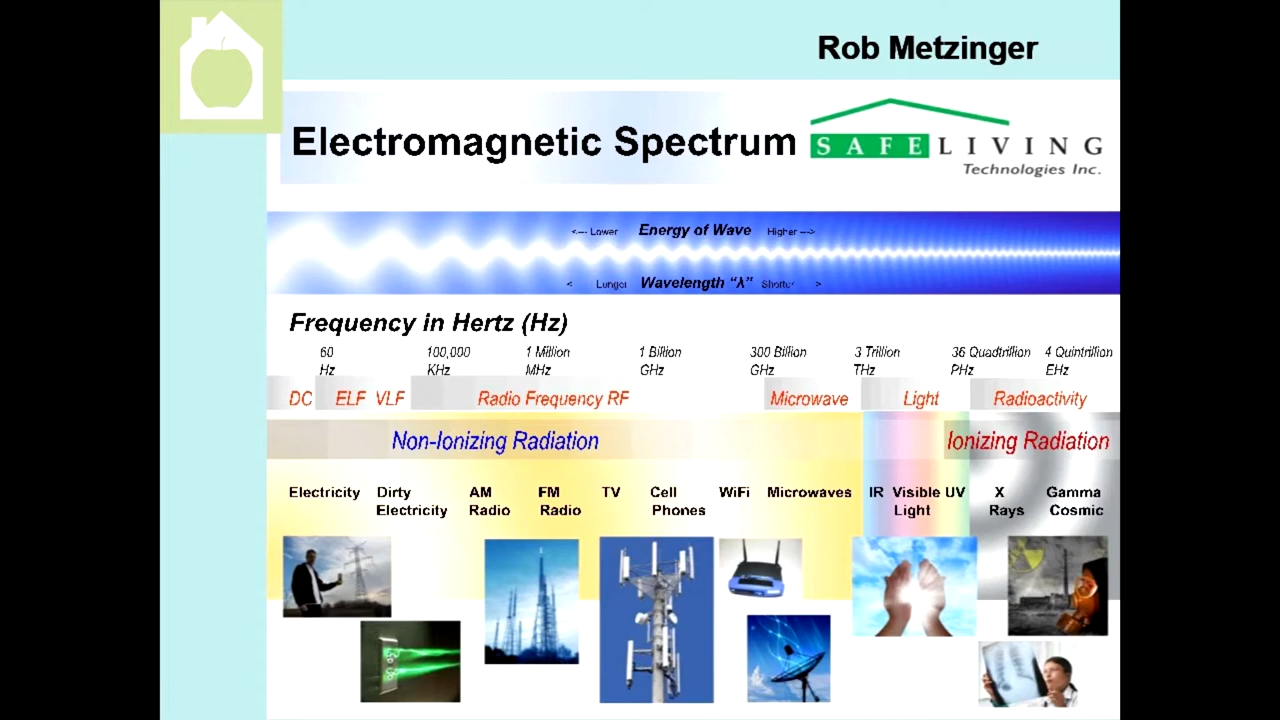 Rob Metzinger
Electromagnetic Spectrum
SAFE LIVING
Technologies Inc.
<--- Lower Energy of Wave Higher --->
< Longer Wavelength “λ” Shorter >
Frequency in Hertz (Hz)
60 100,000 1 Million 1 Billion 300 Billion 3 Trillion 36 Quadtrillion 4 Quintrillion
Hz KHz MHz GHz GHz THz PHz EHz
DC ELF VLF Radio Frequency RF Microwave Light Radioactivity
Non-Ionizing Radiation Ionizing Radiation
Electricity Dirty AM FM TV Cell WiFi Microwaves IR Visible UV X Gamma
Electricity Radio Radio Phones Light Rays Cosmic